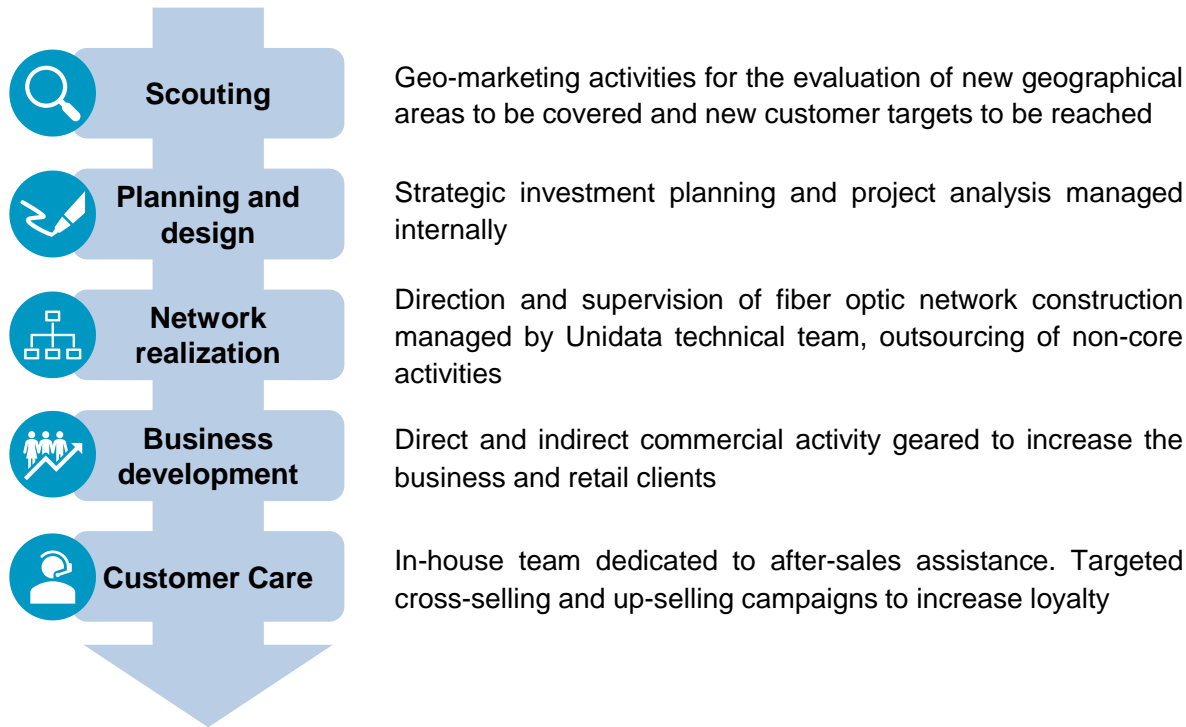 Scouting
Geo-marketing activities for the evaluation of new geographical
areas to be covered and new customer targets to be reached
Planning and
design
Strategic investment planning and project analysis managed
internally
Network
realization
Direction and supervision of fiber optic network construction
managed by Unidata technical team, outsourcing of non-core
activities
Business
development
Direct and indirect commercial activity geared to increase the
business and retail clients
Customer Care
In-house team dedicated to after-sales assistance. Targeted
cross-selling and up-selling campaigns to increase loyalty